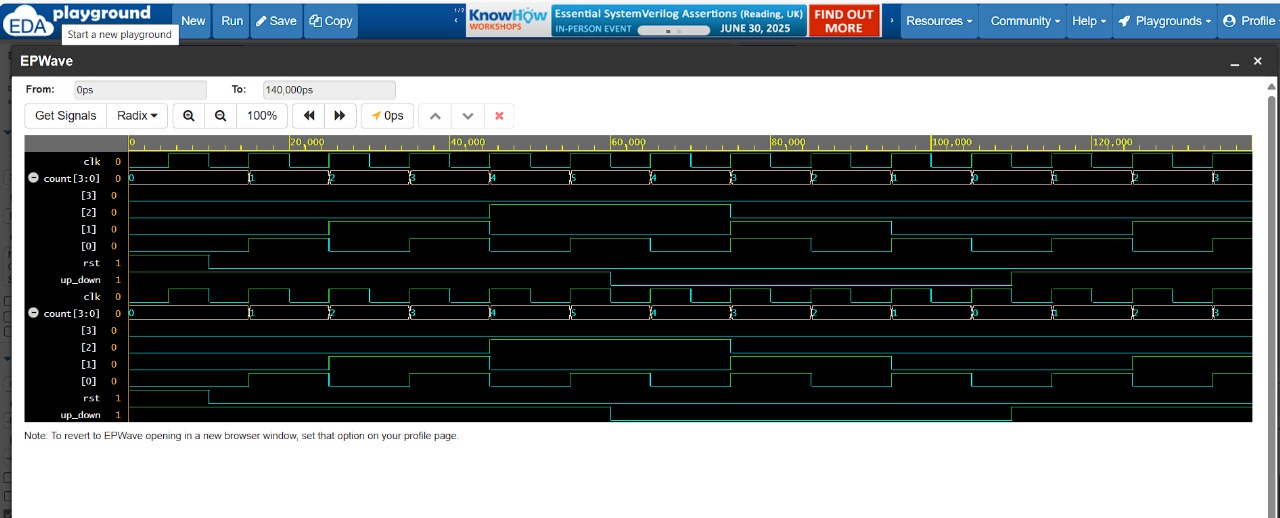 EDA playground
Start a new playground
New Run Save Copy
1/2
KnowHow WORKSHOPS
Essential SystemVerilog Assertions (Reading, UK)
IN-PERSON EVENT JUNE 30, 2025
FIND OUT MORE
Resources Community Help Playgrounds Profile
EPWave
From: 0ps To: 140,000ps
Get Signals Radix 100% 0ps
0 20,000 40,000 60,000 80,000 100,000 120,000
clk 0
count[3:0] 0 0 1 2 3 4 5 4 3 2 1 0 1 2 3
[3] 0
[2] 0
[1] 0
[0] 0
rst 1
up_down 1
clk 0
count[3:0] 0 0 1 2 3 4 5 4 3 2 1 0 1 2 3
[3] 0
[2] 0
[1] 0
[0] 0
rst 1
up_down 1
Note: To revert to EPWave opening in a new browser window, set that option on your profile page.